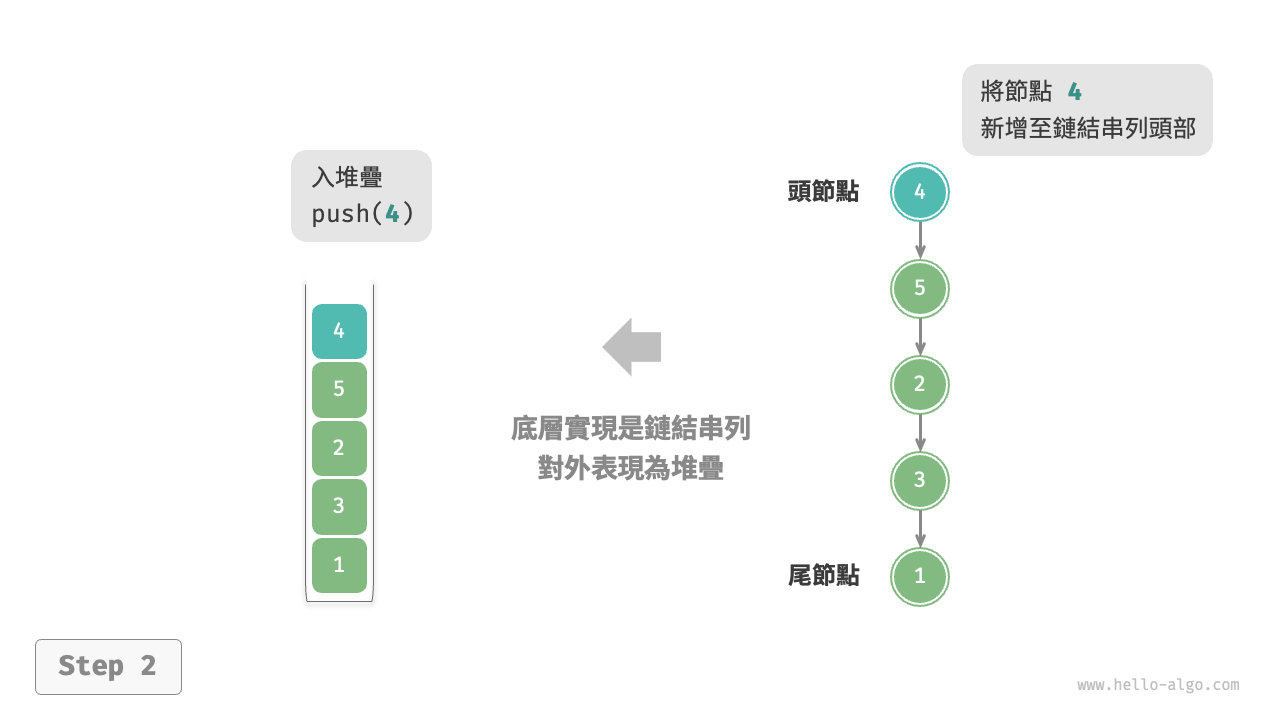 將節點 4
新增至鏈結串列頭部
入堆疊
push(4)
頭節點
4
5
2
3
1
尾節點
4
5
2
3
1
底層實現是鏈結串列
對外表現為堆疊
Step 2
www.hello-algo.com